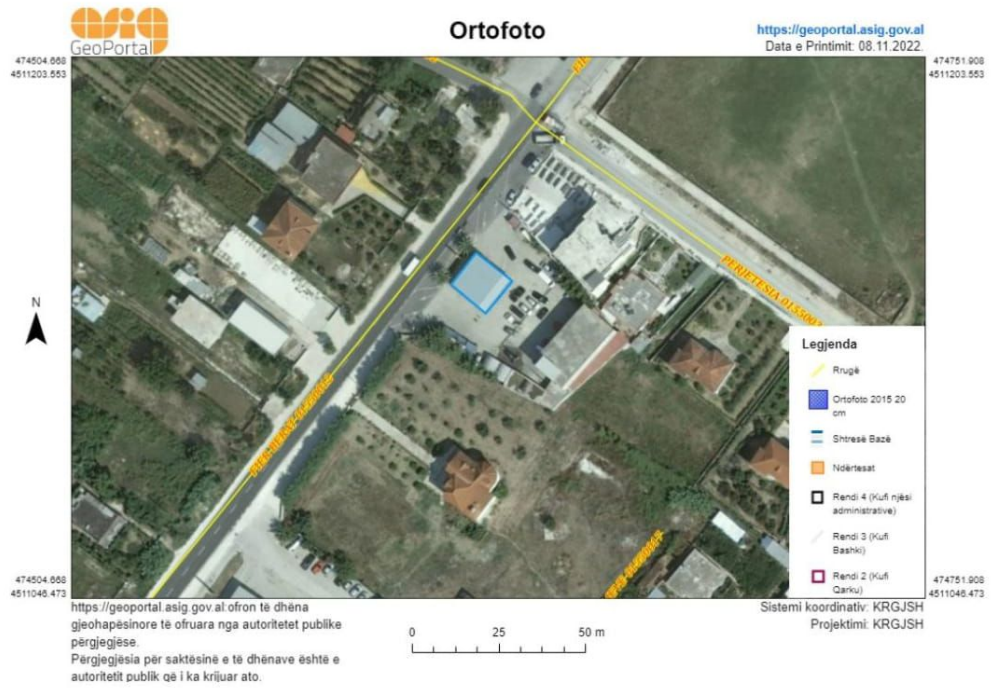 asig
GeoPortal
Ortofoto
https://geoportal.asig.gov.al
Data e Printimit: 08.11.2022.
474504.668
4511203.553
474751.908
4511203.553
N
PERJETESIA
Legjenda
Rrugë
Ortofoto 2015 20
cm
Shtresë Bazë
Ndërtesat
Rendi 4 (Kufi njësi
administrative)
Rendi 3 (Kufi
Bashki)
Rendi 2 (Kufi
Qarku)
474504.668
4511046.473
474751.908
4511046.473
https://geoportal.asig.gov.al:ofron të dhëna
gjeohapësinore të ofruara nga autoritetet publike
përgjegjëse.
Përgjegjësia për saktësinë e të dhënave është e
autoritetit publik që i ka krijuar ato.
0 25 50 m
Sistemi koordinativ: KRGJSH
Projektimi: KRGJSH